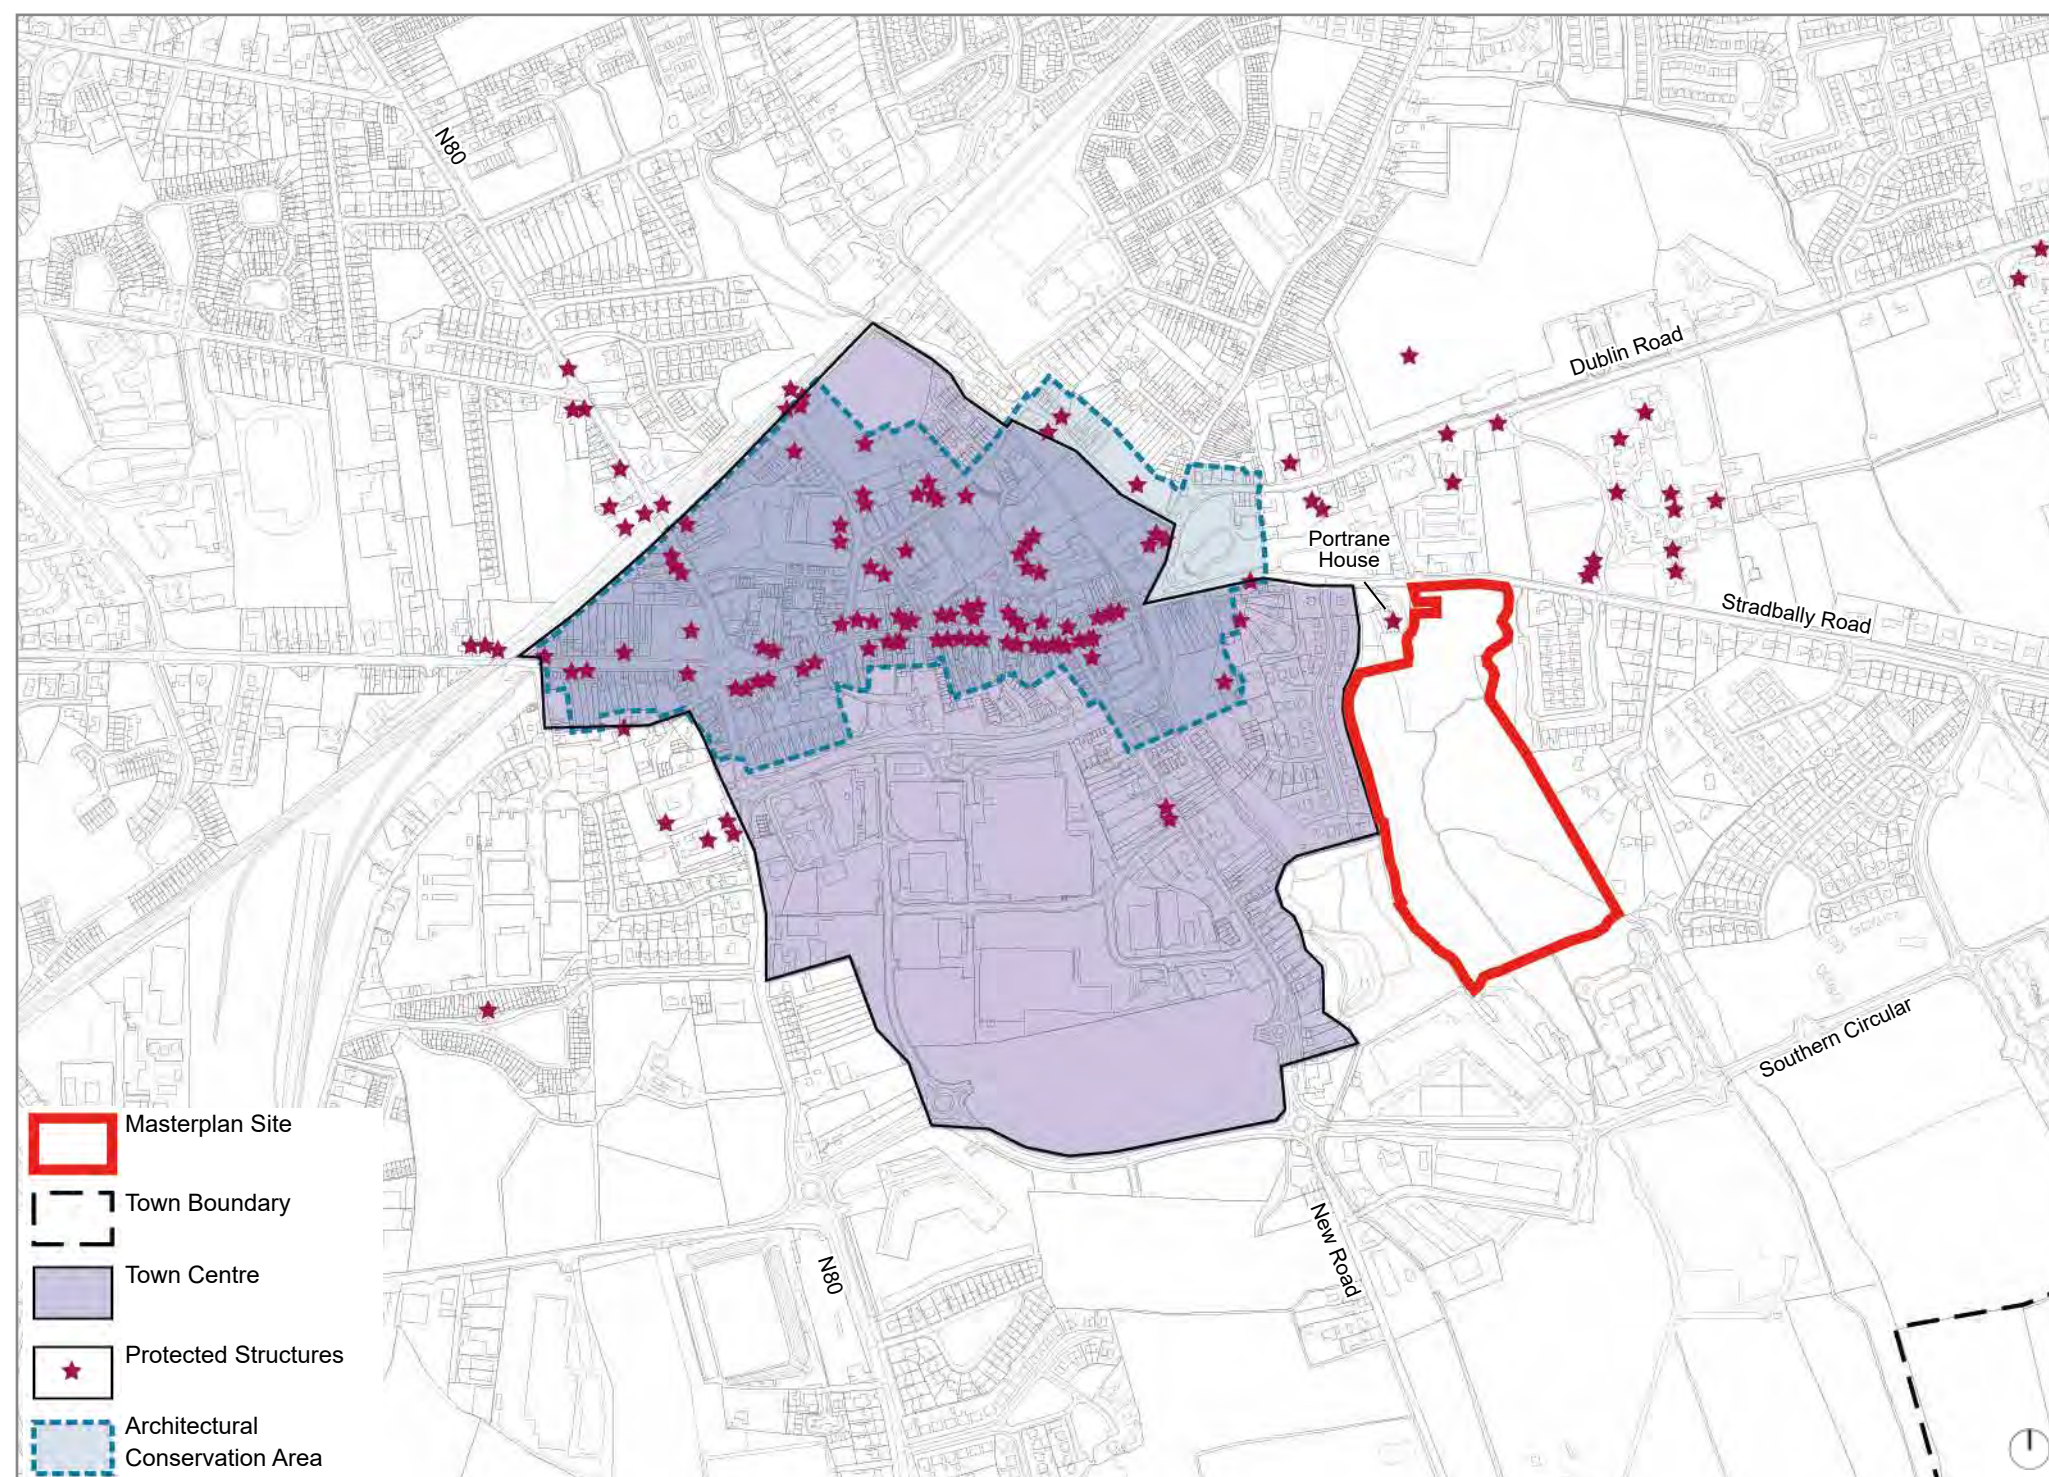 N80
Dublin Road
Portrane
House
Stradbally Road
Southern Circular
New Road
N80
Masterplan Site
Town Boundary
Town Centre
Protected Structures
Architectural
Conservation Area